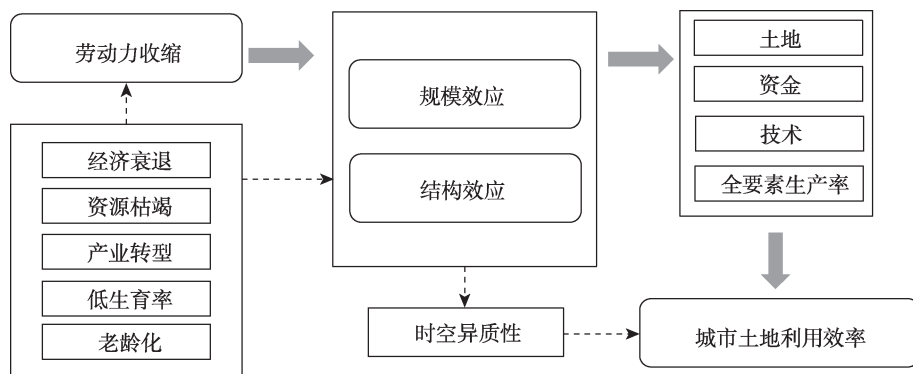 劳动力收缩
经济衰退
资源枯竭
产业转型
低生育率
老龄化
规模效应
结构效应
时空异质性
土地
资金
技术
全要素生产率
城市土地利用效率